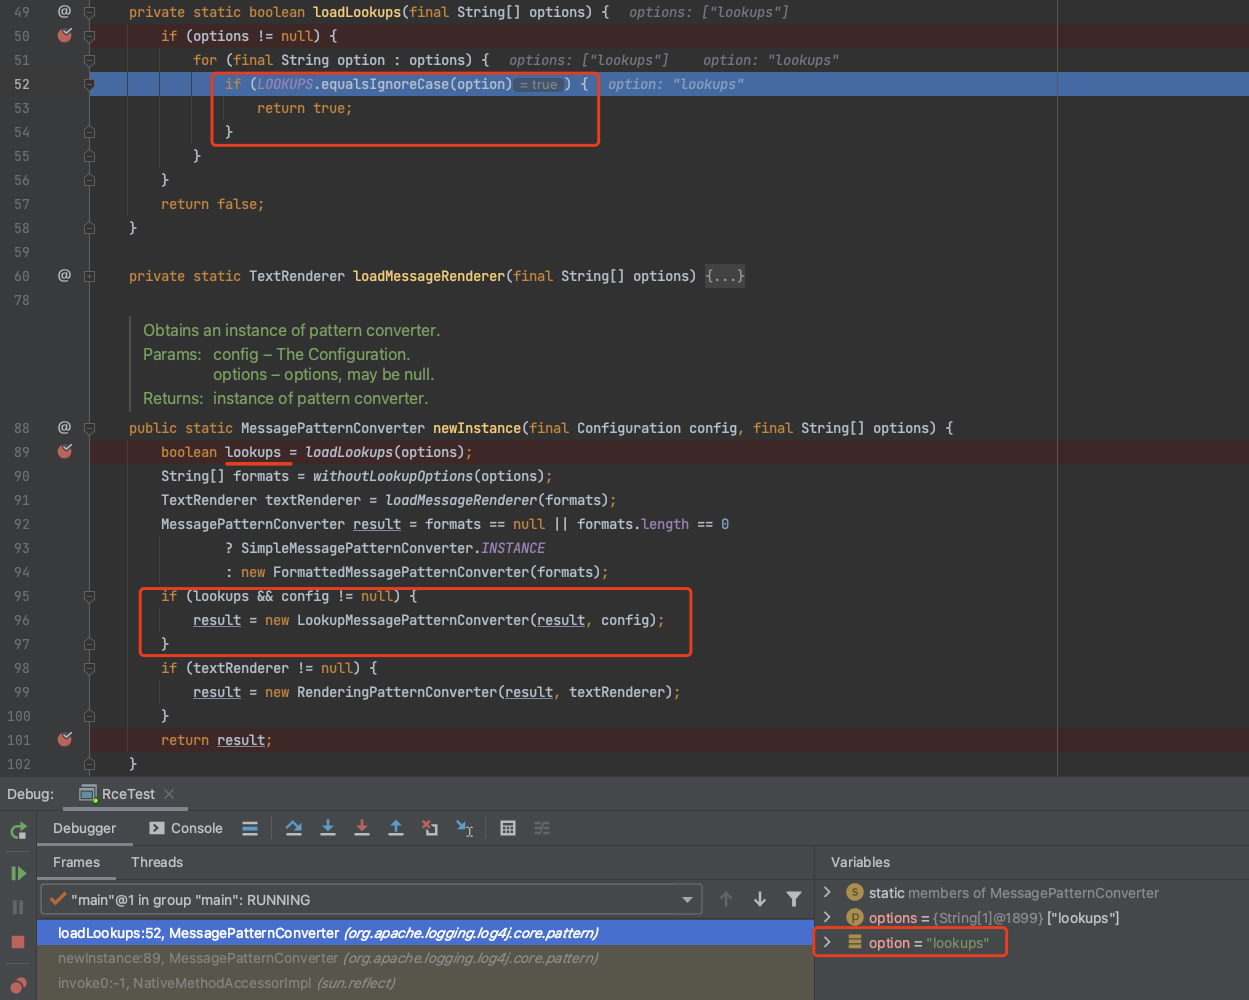 49 @ private static boolean loadLookups(final String[] options) { options: ["lookups"]
50 if (options != null) {
51 for (final String option : options) { options: ["lookups"] option: "lookups"
52 if (LOOKUPS.equalsIgnoreCase(option) = true ) { option: "lookups"
53 return true;
54 }
55 }
56 }
57 return false;
58 }
59
60 @ private static TextRenderer loadMessageRenderer(final String[] options) {...}
78
Obtains an instance of pattern converter.
Params: config – The Configuration.
options – options, may be null.
Returns: instance of pattern converter.
88 @ public static MessagePatternConverter newInstance(final Configuration config, final String[] options) {
89 boolean lookups = loadLookups(options);
90 String[] formats = withoutLookupOptions(options);
91 TextRenderer textRenderer = loadMessageRenderer(formats);
92 MessagePatternConverter result = formats == null || formats.length == 0
93 ? SimpleMessagePatternConverter.INSTANCE
94 : new FormattedMessagePatternConverter(formats);
95 if (lookups && config != null) {
96 result = new LookupMessagePatternConverter(result, config);
97 }
98 if (textRenderer != null) {
99 result = new RenderingPatternConverter(result, textRenderer);
100 }
101 return result;
102 }
Debug: RceTest
Debugger Console
Frames Threads
"main"@1 in group "main": RUNNING
loadLookups:52, MessagePatternConverter (org.apache.logging.log4j.core.pattern)
newInstance:89, MessagePatternConverter (org.apache.logging.log4j.core.pattern)
invoke0:-1, NativeMethodAccessorImpl (sun.reflect)
Variables
s static members of MessagePatternConverter
p options = {String[1]@1899} ["lookups"]
option = "lookups"